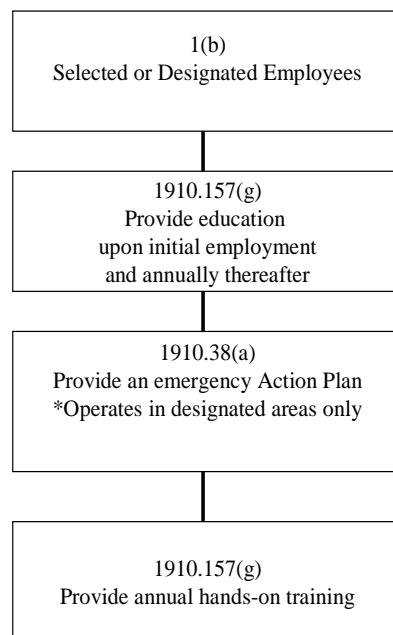 1(b)
Selected or Designated Employees
1910.157(g)
Provide education
upon initial employment
and annually thereafter
1910.38(a)
Provide an emergency Action Plan
*Operates in designated areas only
1910.157(g)
Provide annual hands-on training